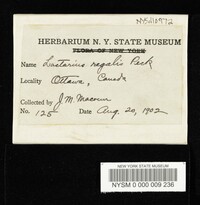 NYSf10972
HERBARIUM N. Y. STATE MUSEUM
FLORA OF NEW YORK
Name Lactarius regalis Peck
Locality Ottawa, Canada
Collected by J. M. Macoun
No. 125 Date Aug. 20, 1902
NEW YORK STATE MUSEUM
NYSM 0 000 009 236